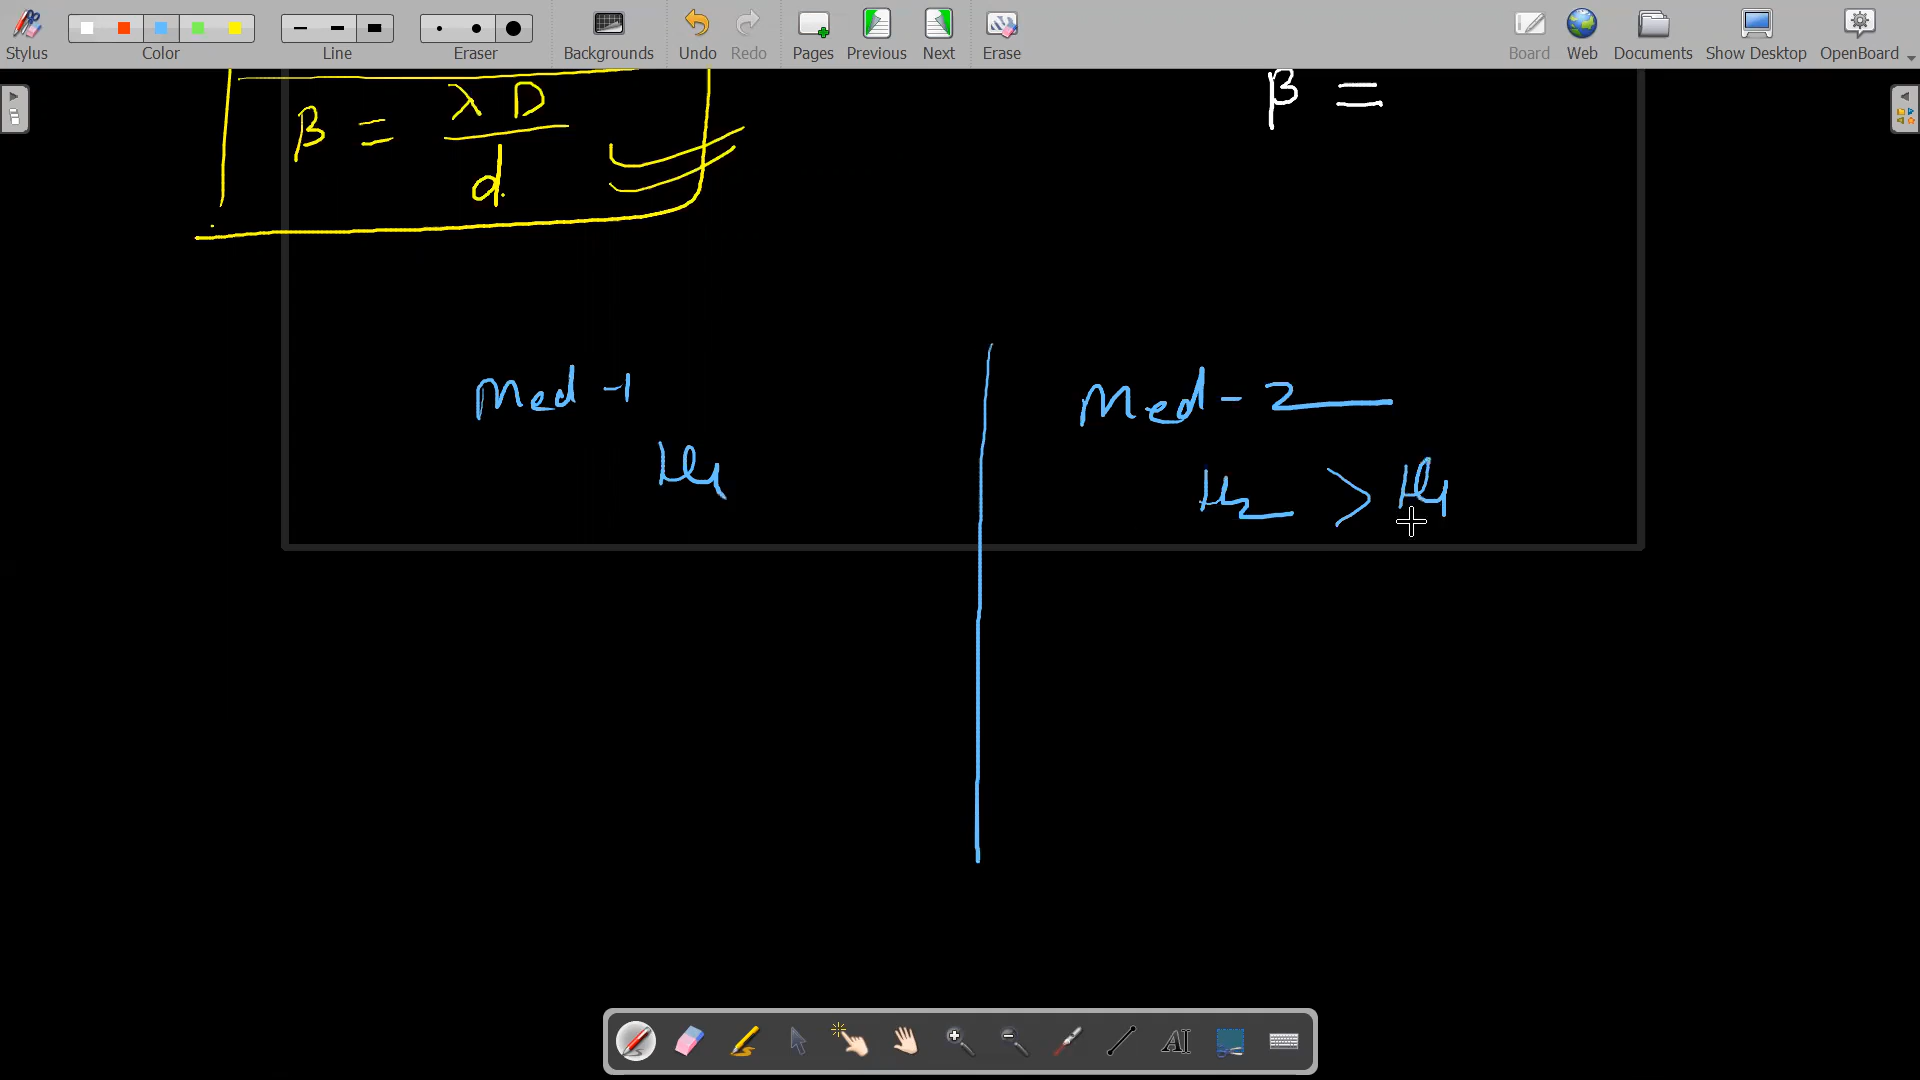 Stylus Color Line Eraser Backgrounds Undo Redo Pages Previous Next Erase Board Web Documents Show Desktop OpenBoard
β = λ D / d
β =
Med -1
μ1
Med - 2
μ2 > μ1
AI